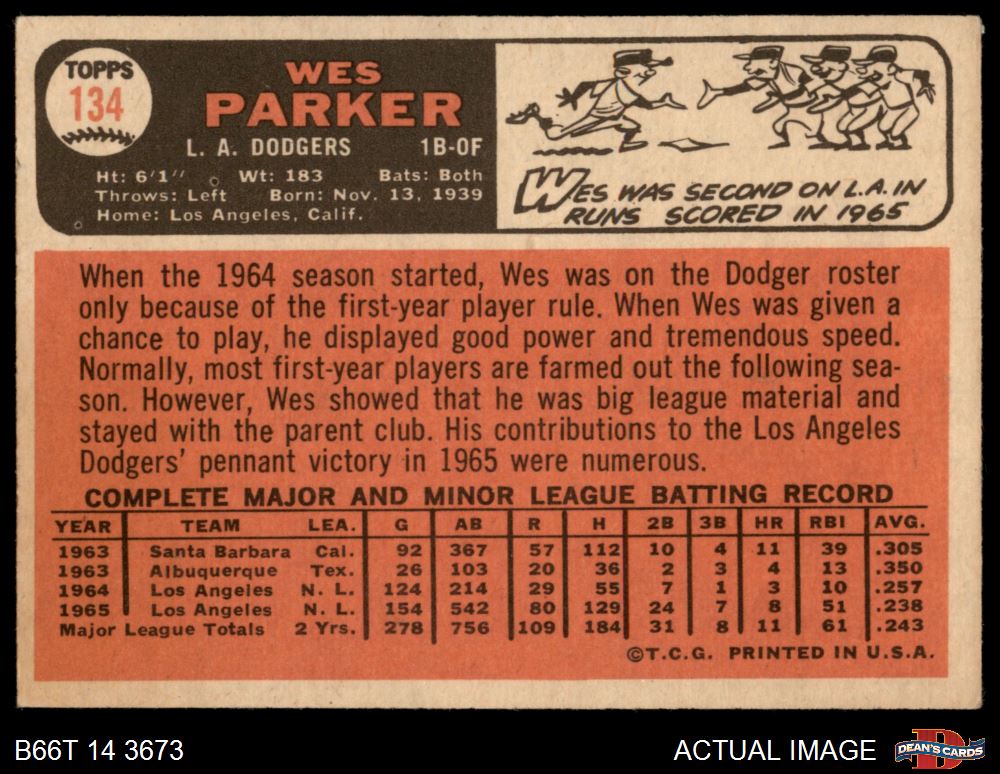 TOPPS
134
WES
PARKER
L. A. DODGERS 1B-OF
Ht: 6'1" Wt: 183 Bats: Both
Throws: Left Born: Nov. 13, 1939
Home: Los Angeles, Calif.
WES WAS SECOND ON L.A. IN
RUNS SCORED IN 1965
When the 1964 season started, Wes was on the Dodger roster
only because of the first-year player rule. When Wes was given a
chance to play, he displayed good power and tremendous speed.
Normally, most first-year players are farmed out the following sea-
son. However, Wes showed that he was big league material and
stayed with the parent club. His contributions to the Los Angeles
Dodgers' pennant victory in 1965 were numerous.
COMPLETE MAJOR AND MINOR LEAGUE BATTING RECORD
YEAR TEAM LEA. G AB R H 2B 3B HR RBI AVG.
1963 Santa Barbara Cal. 92 367 57 112 10 4 11 39 .305
1963 Albuquerque Tex. 26 103 20 36 2 3 4 13 .350
1964 Los Angeles N. L. 124 214 29 55 7 1 3 10 .257
1965 Los Angeles N. L. 154 542 80 129 24 7 8 51 .238
Major League Totals 2 Yrs. 278 756 109 184 31 8 11 61 .243
©T.C.G. PRINTED IN U.S.A.
B66T 14 3673 ACTUAL IMAGE
D
DEAN'S CARDS